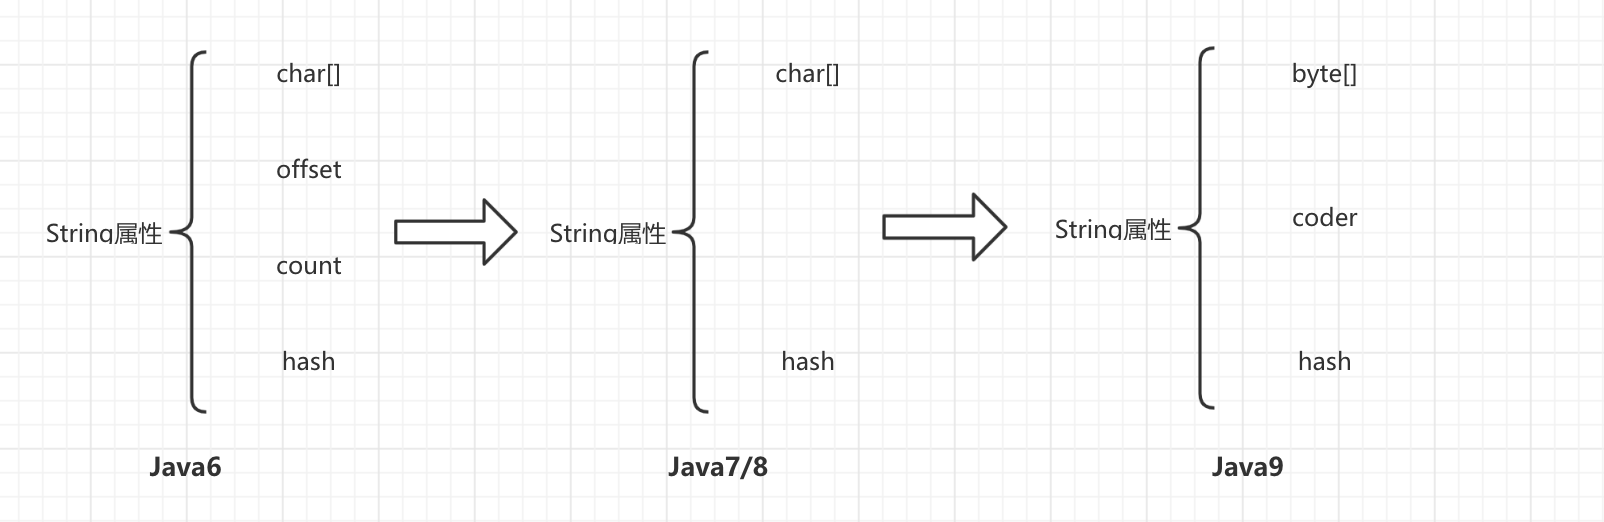 char[]
offset
String属性
count
hash
Java6
char[]
String属性
hash
Java7/8
byte[]
coder
String属性
hash
Java9